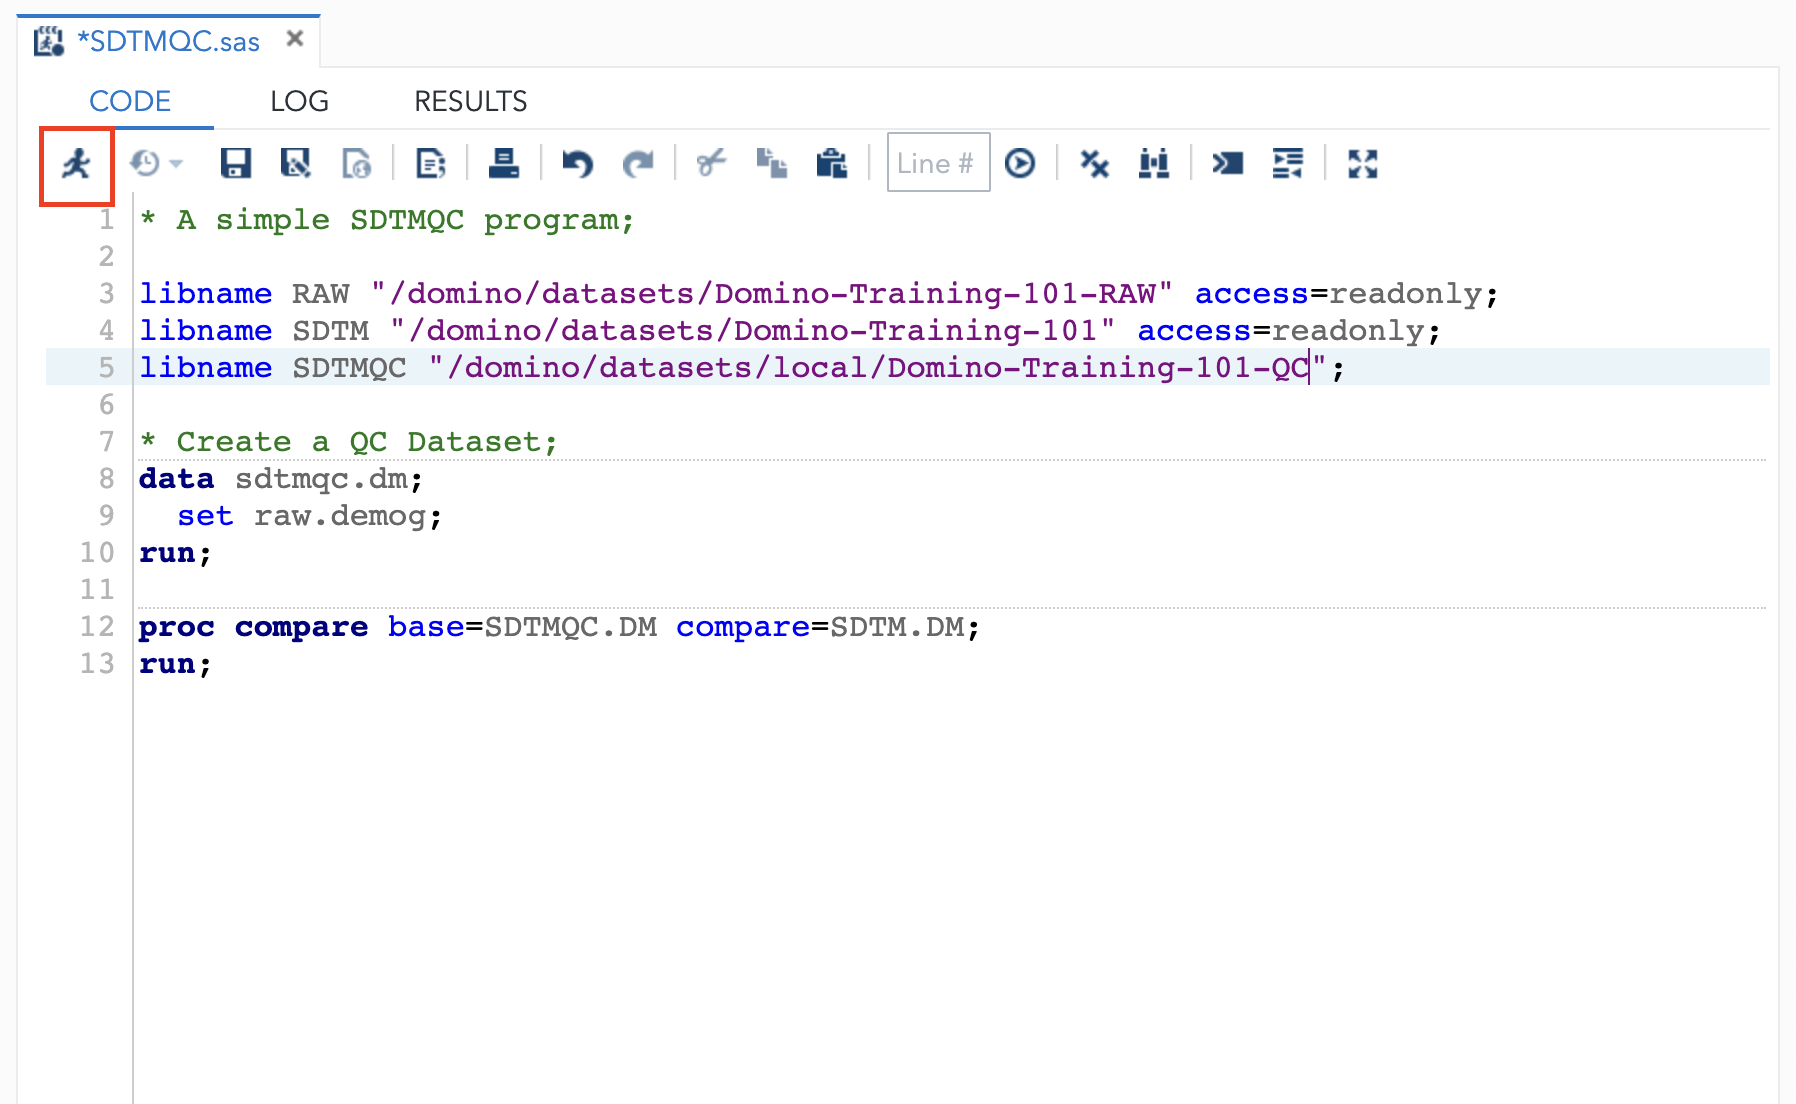 *SDTMQC.sas
CODE LOG RESULTS
Line #
1 * A simple SDTMQC program;
2
3 libname RAW "/domino/datasets/Domino-Training-101-RAW" access=readonly;
4 libname SDTM "/domino/datasets/Domino-Training-101" access=readonly;
5 libname SDTMQC "/domino/datasets/local/Domino-Training-101-QC";
6
7 * Create a QC Dataset;
8 data sdtmqc.dm;
9   set raw.demog;
10 run;
11
12 proc compare base=SDTMQC.DM compare=SDTM.DM;
13 run;